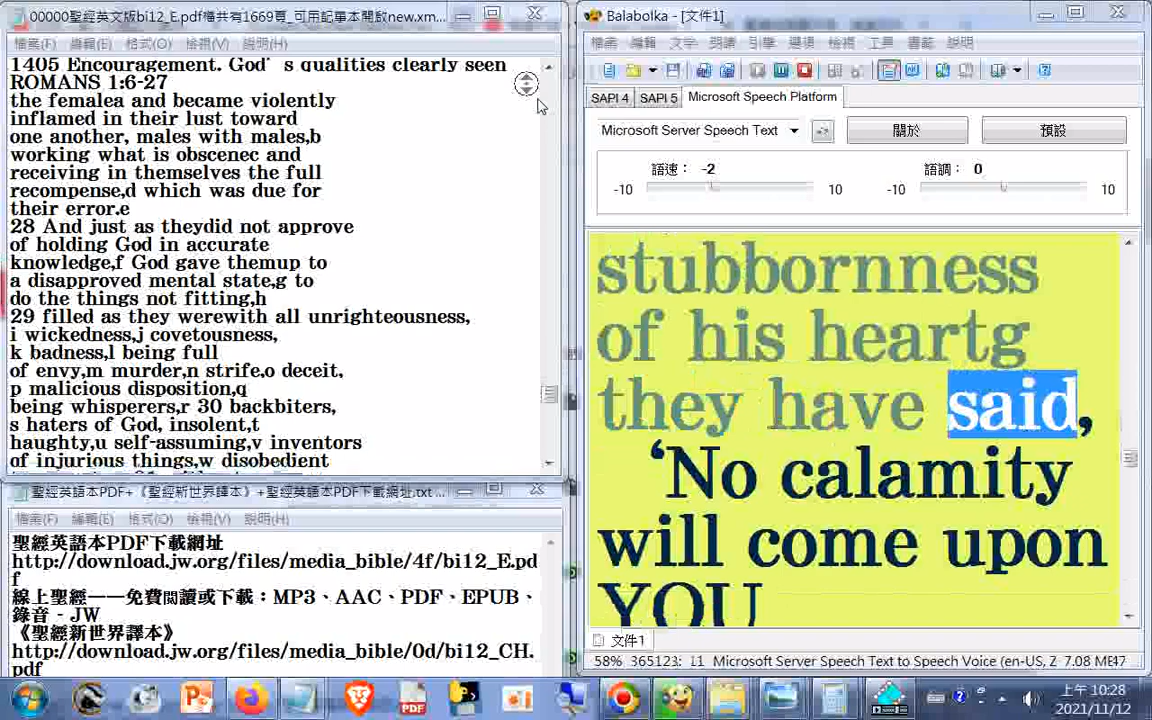 00000聖經英文版bi12_E.pdf檔共有1669頁_可用記事本開啟new.xm...
檔案(F) 編輯(E) 格式(O) 檢視(V) 說明(H)
1405 Encouragement. God’s qualities clearly seen
ROMANS 1:6-27
the femalea and became violently
inflamed in their lust toward
one another, males with males,b
working what is obscenec and
receiving in themselves the full
recompense,d which was due for
their error.e
28 And just as theydid not approve
of holding God in accurate
knowledge,f God gave themup to
a disapproved mental state,g to
do the things not fitting,h
29 filled as they werewith all unrighteousness,
i wickedness,j covetousness,
k badness,l being full
of envy,m murder,n strife,o deceit,
p malicious disposition,q
being whisperers,r 30 backbiters,
s haters of God, insolent,t
haughty,u self-assuming,v inventors
of injurious things,w disobedient
聖經英語本PDF+《聖經新世界譯本》+聖經英語本PDF下載網址.txt ...
檔案(F) 編輯(E) 格式(O) 檢視(V) 說明(H)
聖經英語本PDF下載網址
http://download.jw.org/files/media_bible/4f/bi12_E.pd
f
線上聖經——免費閱讀或下載：MP3、AAC、PDF、EPUB、
錄音 - JW
《聖經新世界譯本》
http://download.jw.org/files/media_bible/0d/bi12_CH.
pdf
Balabolka - [文件1]
檔案 編輯 文字 朗讀 引擎 選項 檢視 工具 書籤 說明
SAPI 4 SAPI 5 Microsoft Speech Platform
Microsoft Server Speech Text 關於 預設
語速： -2 語調： 0
-10 10 -10 10
stubbornness
of his heartg
they have said,
‘No calamity
will come upon
YOU
文件1
58% 365123: 11 Microsoft Server Speech Text to Speech Voice (en-US, Z 7.08 MB
上午 10:28
2021/11/12